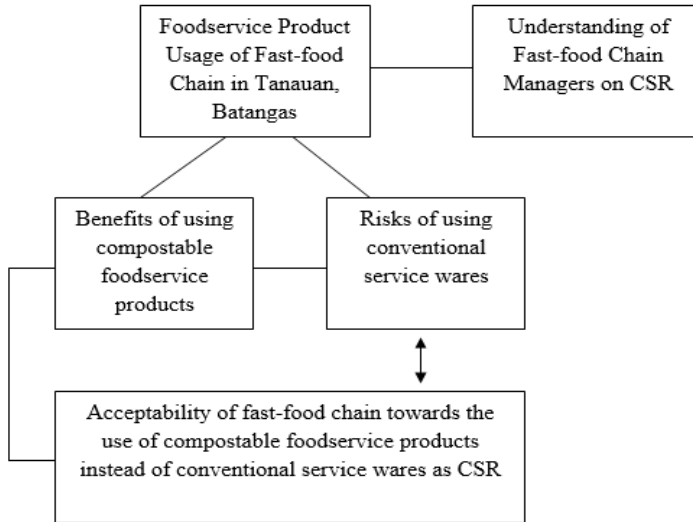 Foodservice Product
Usage of Fast-food
Chain in Tanauan,
Batangas
Understanding of
Fast-food Chain
Managers on CSR
Benefits of using
compostable
foodservice
products
Risks of using
conventional
service wares
Acceptability of fast-food chain towards the
use of compostable foodservice products
instead of conventional service wares as CSR